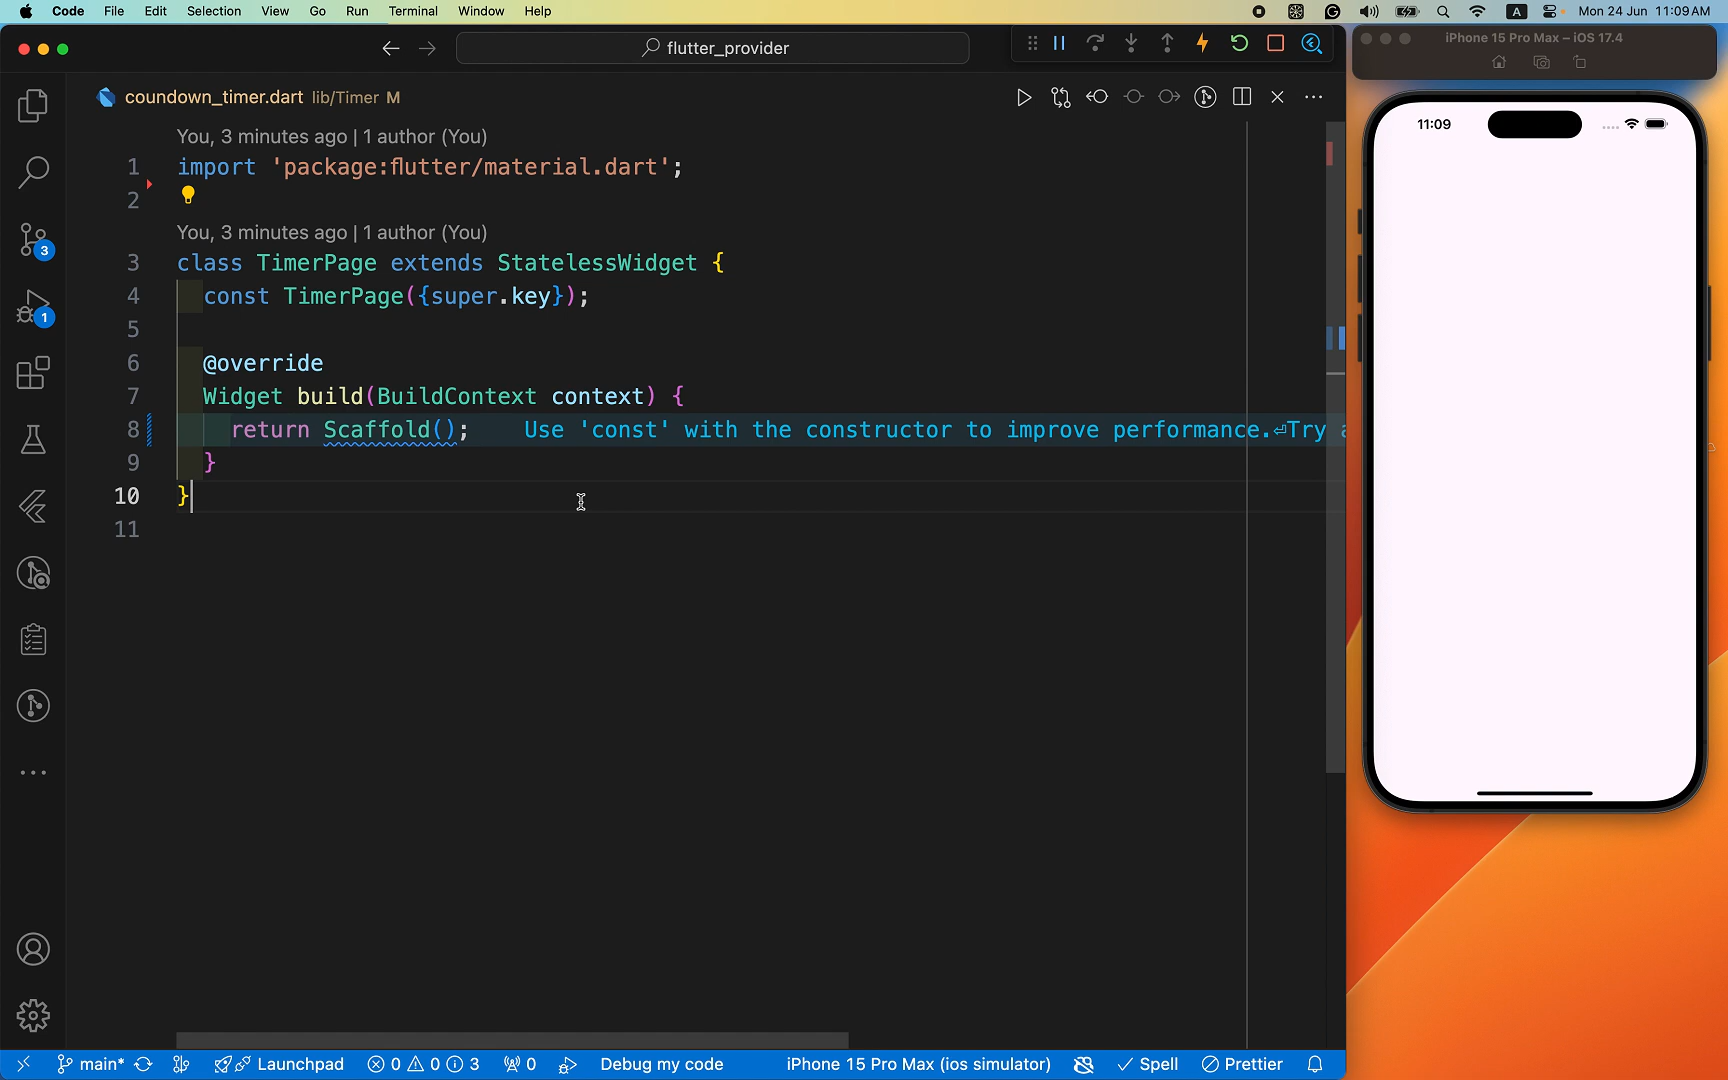 Code File Edit Selection View Go Run Terminal Window Help A Mon 24 Jun 11:09 AM
flutter_provider
iPhone 15 Pro Max – iOS 17.4
coundown_timer.dart lib/Timer M
11:09
You, 3 minutes ago | 1 author (You)
1 import 'package:flutter/material.dart';
2
You, 3 minutes ago | 1 author (You)
3 class TimerPage extends StatelessWidget {
4 const TimerPage({super.key});
5
6 @override
7 Widget build(BuildContext context) {
8 return Scaffold(); Use 'const' with the constructor to improve performance.⏎Try a
9 }
10 }
11
3
1
main* Launchpad 0 0 3 0 Debug my code iPhone 15 Pro Max (ios simulator) Spell Prettier